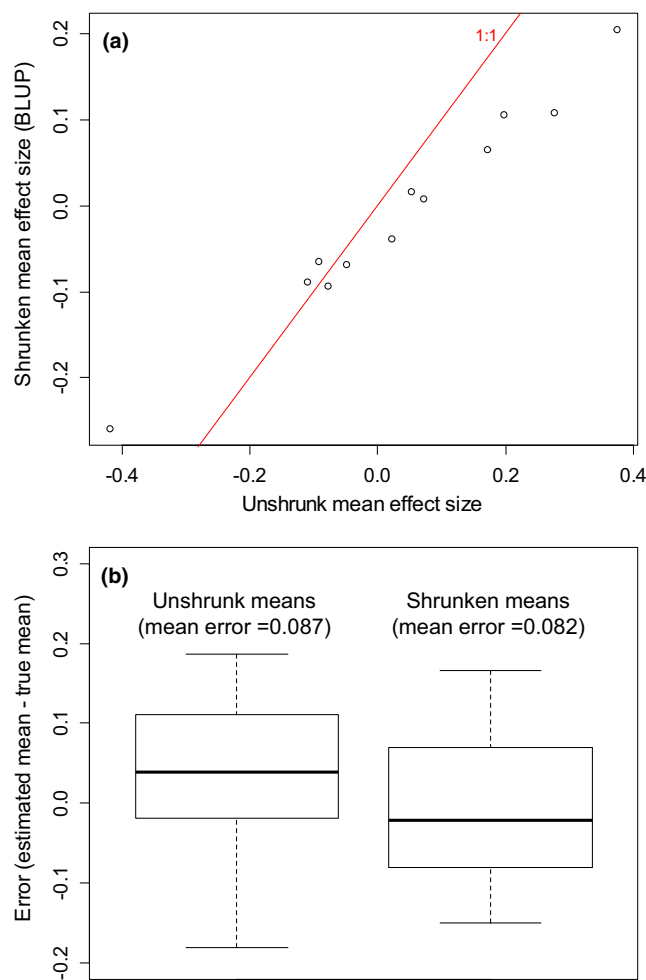 (a)
1:1
Shrunken mean effect size (BLUP)
0.2
0.1
0.0
-0.1
-0.2
-0.4
-0.2
0.0
0.2
0.4
Unshrunk mean effect size
(b)
Unshrunk means
(mean error =0.087)
Shrunken means
(mean error =0.082)
Error (estimated mean - true mean)
0.3
0.2
0.1
0.0
-0.1
-0.2